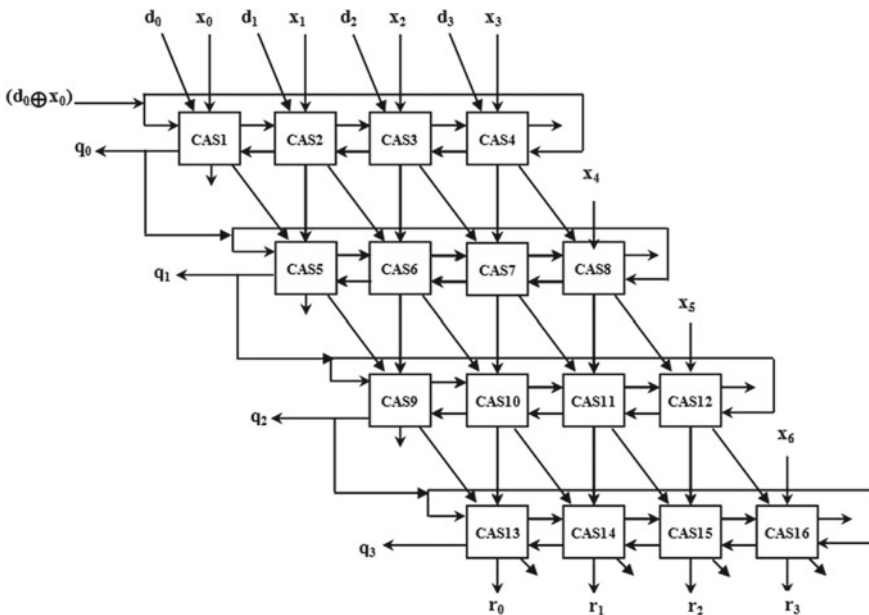 d₀ x₀ d₁ x₁ d₂ x₂ d₃ x₃
(d₀⊕x₀)
CAS1 CAS2 CAS3 CAS4
q₀
x₄
CAS5 CAS6 CAS7 CAS8
q₁
x₅
CAS9 CAS10 CAS11 CAS12
q₂
x₆
CAS13 CAS14 CAS15 CAS16
q₃
r₀ r₁ r₂ r₃